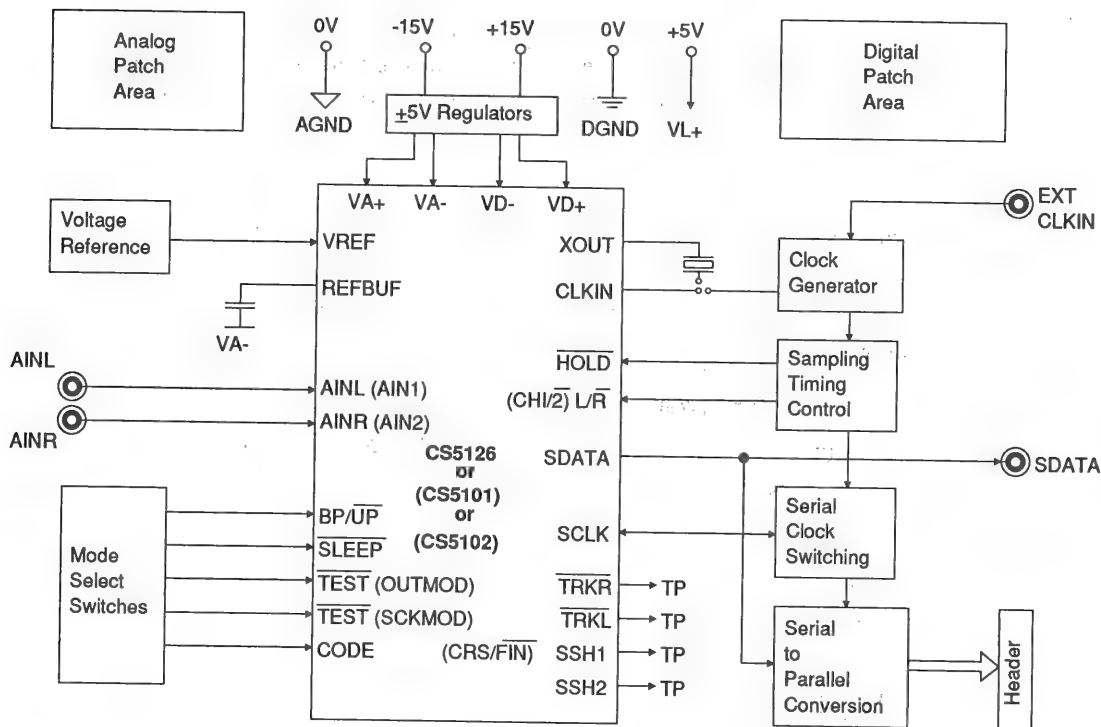 Analog
Patch
Area
0V
-15V
+15V
0V
+5V
Digital
Patch
Area
AGND
±5V Regulators
DGND
VL+
VA+
VA-
VD-
VD+
EXT
CLKIN
Voltage
Reference
VREF
XOUT
Clock
Generator
REFBUF
CLKIN
VA-
AINL
AINL (AIN1)
HOLD
Sampling
Timing
Control
(CHI/2) L/R
AINR
AINR (AIN2)
CS5126
or
(CS5101)
or
(CS5102)
SDATA
SDATA
Mode
Select
Switches
BP/UP
SLEEP
TEST (OUTMOD)
TEST (SCKMOD)
CODE
SCLK
Serial
Clock
Switching
TRKR
TP
TRKL
TP
(CRS/FIN)
SSH1
TP
SSH2
TP
Serial
to
Parallel
Conversion
Header